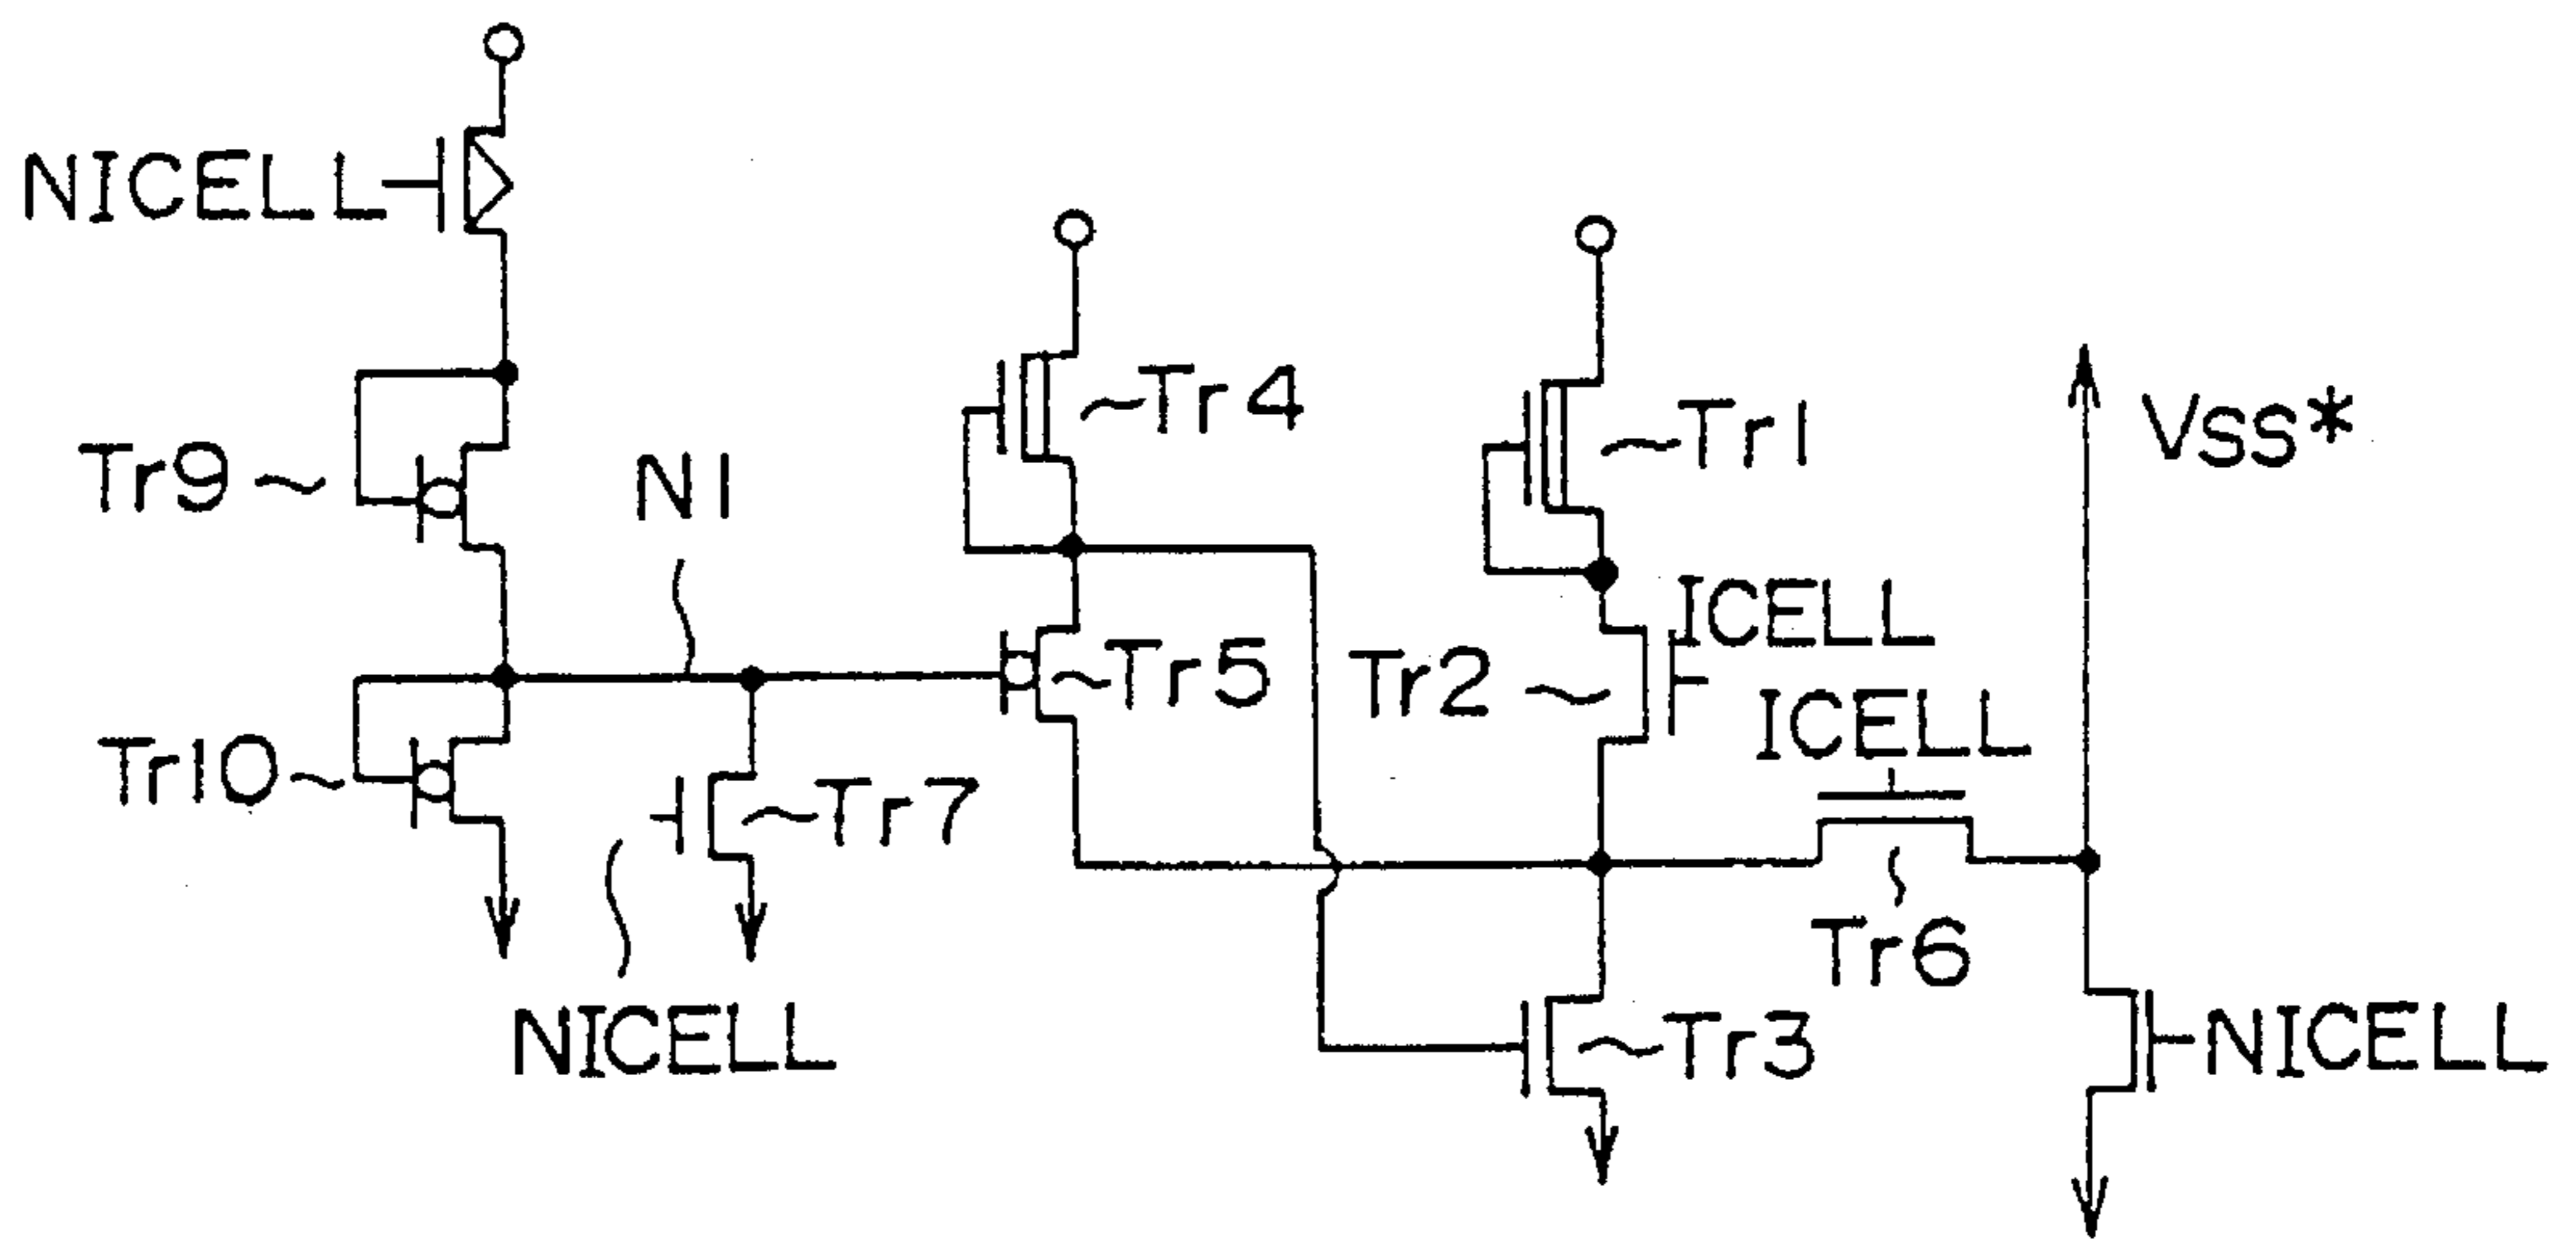 NICELL
Tr9
N1
Tr4
Tr1
VSS*
ICELL
Tr5
Tr2
ICELL
Tr10
Tr7
Tr6
NICELL
Tr3
NICELL